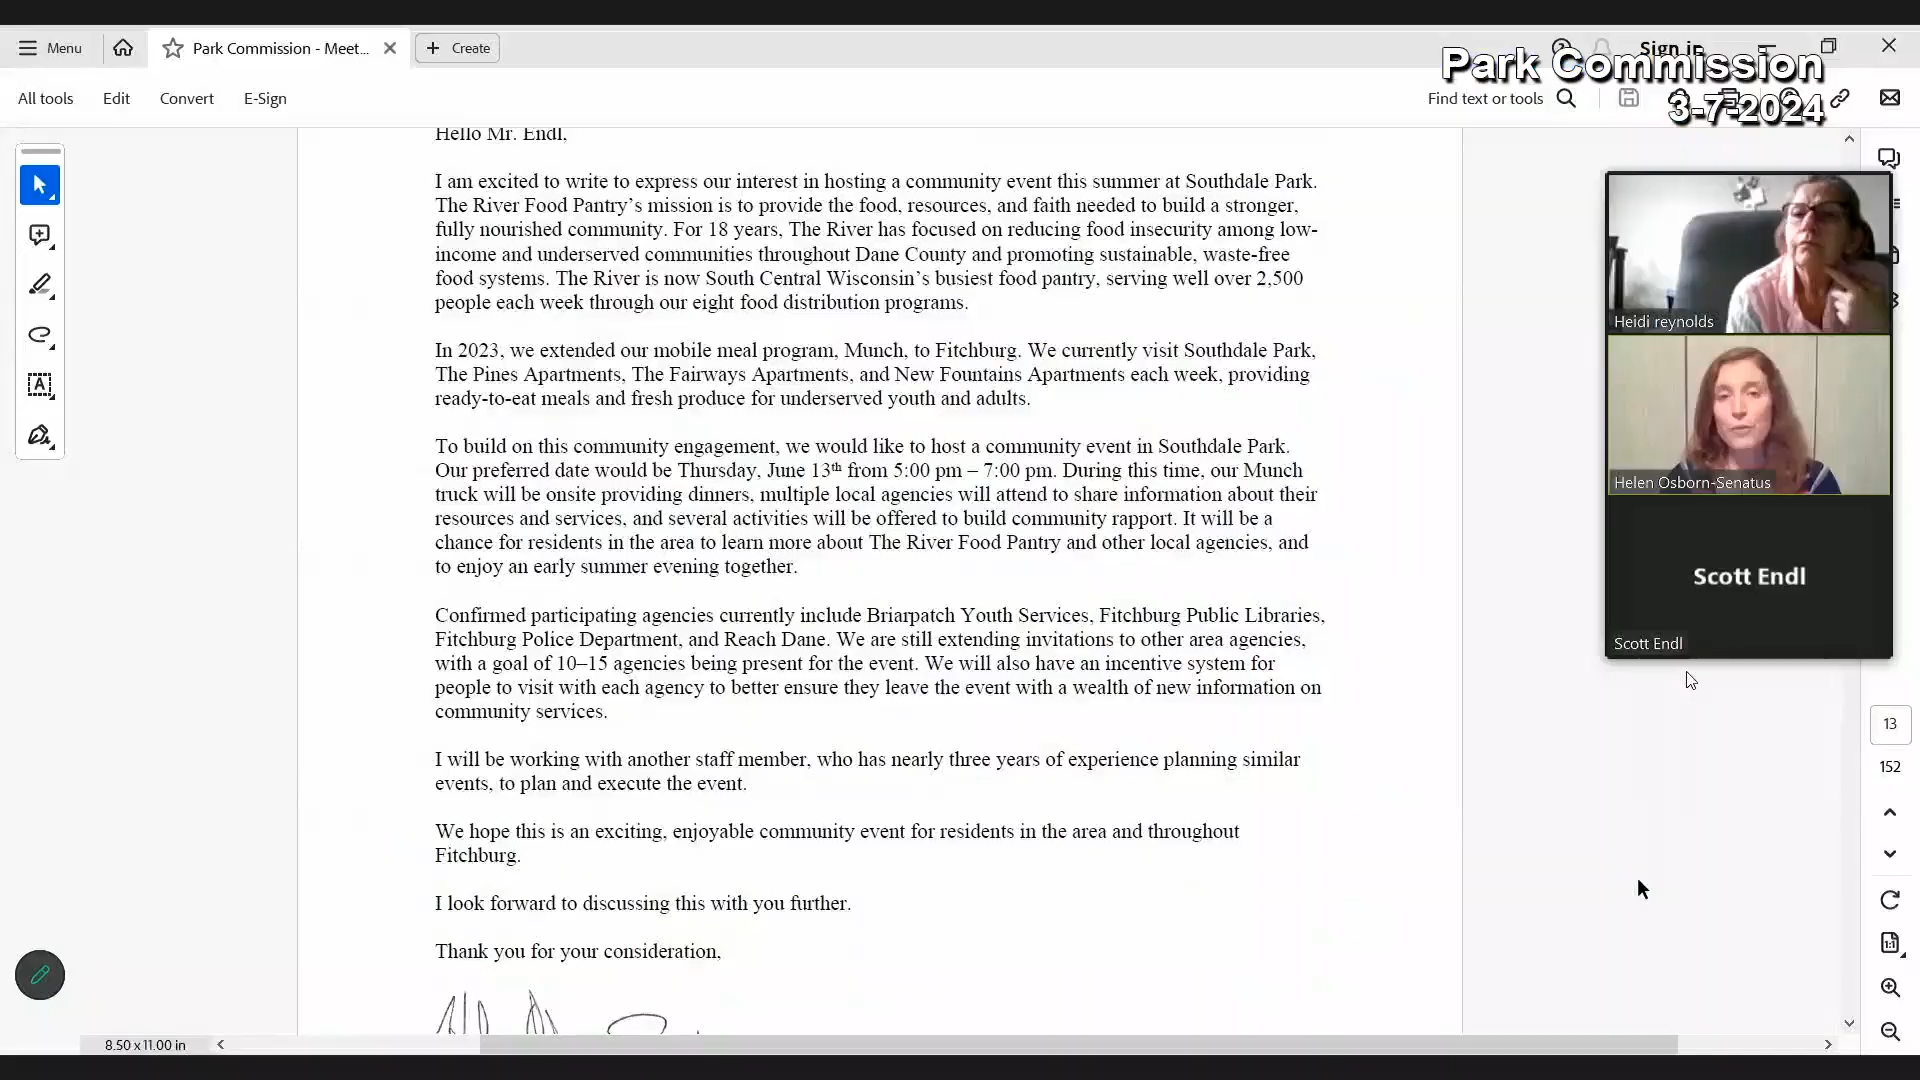 Menu
Park Commission - Meet...
Create
Sign in
Park Commission
3-7-2024
All tools
Edit
Convert
E-Sign
Find text or tools
Hello Mr. Endl,
I am excited to write to express our interest in hosting a community event this summer at Southdale Park.
The River Food Pantry’s mission is to provide the food, resources, and faith needed to build a stronger,
fully nourished community. For 18 years, The River has focused on reducing food insecurity among low-
income and underserved communities throughout Dane County and promoting sustainable, waste-free
food systems. The River is now South Central Wisconsin’s busiest food pantry, serving well over 2,500
people each week through our eight food distribution programs.
In 2023, we extended our mobile meal program, Munch, to Fitchburg. We currently visit Southdale Park,
The Pines Apartments, The Fairways Apartments, and New Fountains Apartments each week, providing
ready-to-eat meals and fresh produce for underserved youth and adults.
To build on this community engagement, we would like to host a community event in Southdale Park.
Our preferred date would be Thursday, June 13th from 5:00 pm – 7:00 pm. During this time, our Munch
truck will be onsite providing dinners, multiple local agencies will attend to share information about their
resources and services, and several activities will be offered to build community rapport. It will be a
chance for residents in the area to learn more about The River Food Pantry and other local agencies, and
to enjoy an early summer evening together.
Confirmed participating agencies currently include Briarpatch Youth Services, Fitchburg Public Libraries,
Fitchburg Police Department, and Reach Dane. We are still extending invitations to other area agencies,
with a goal of 10–15 agencies being present for the event. We will also have an incentive system for
people to visit with each agency to better ensure they leave the event with a wealth of new information on
community services.
I will be working with another staff member, who has nearly three years of experience planning similar
events, to plan and execute the event.
We hope this is an exciting, enjoyable community event for residents in the area and throughout
Fitchburg.
I look forward to discussing this with you further.
Thank you for your consideration,
Heidi reynolds
Helen Osborn-Senatus
Scott Endl
Scott Endl
13
152
8.50 x 11.00 in